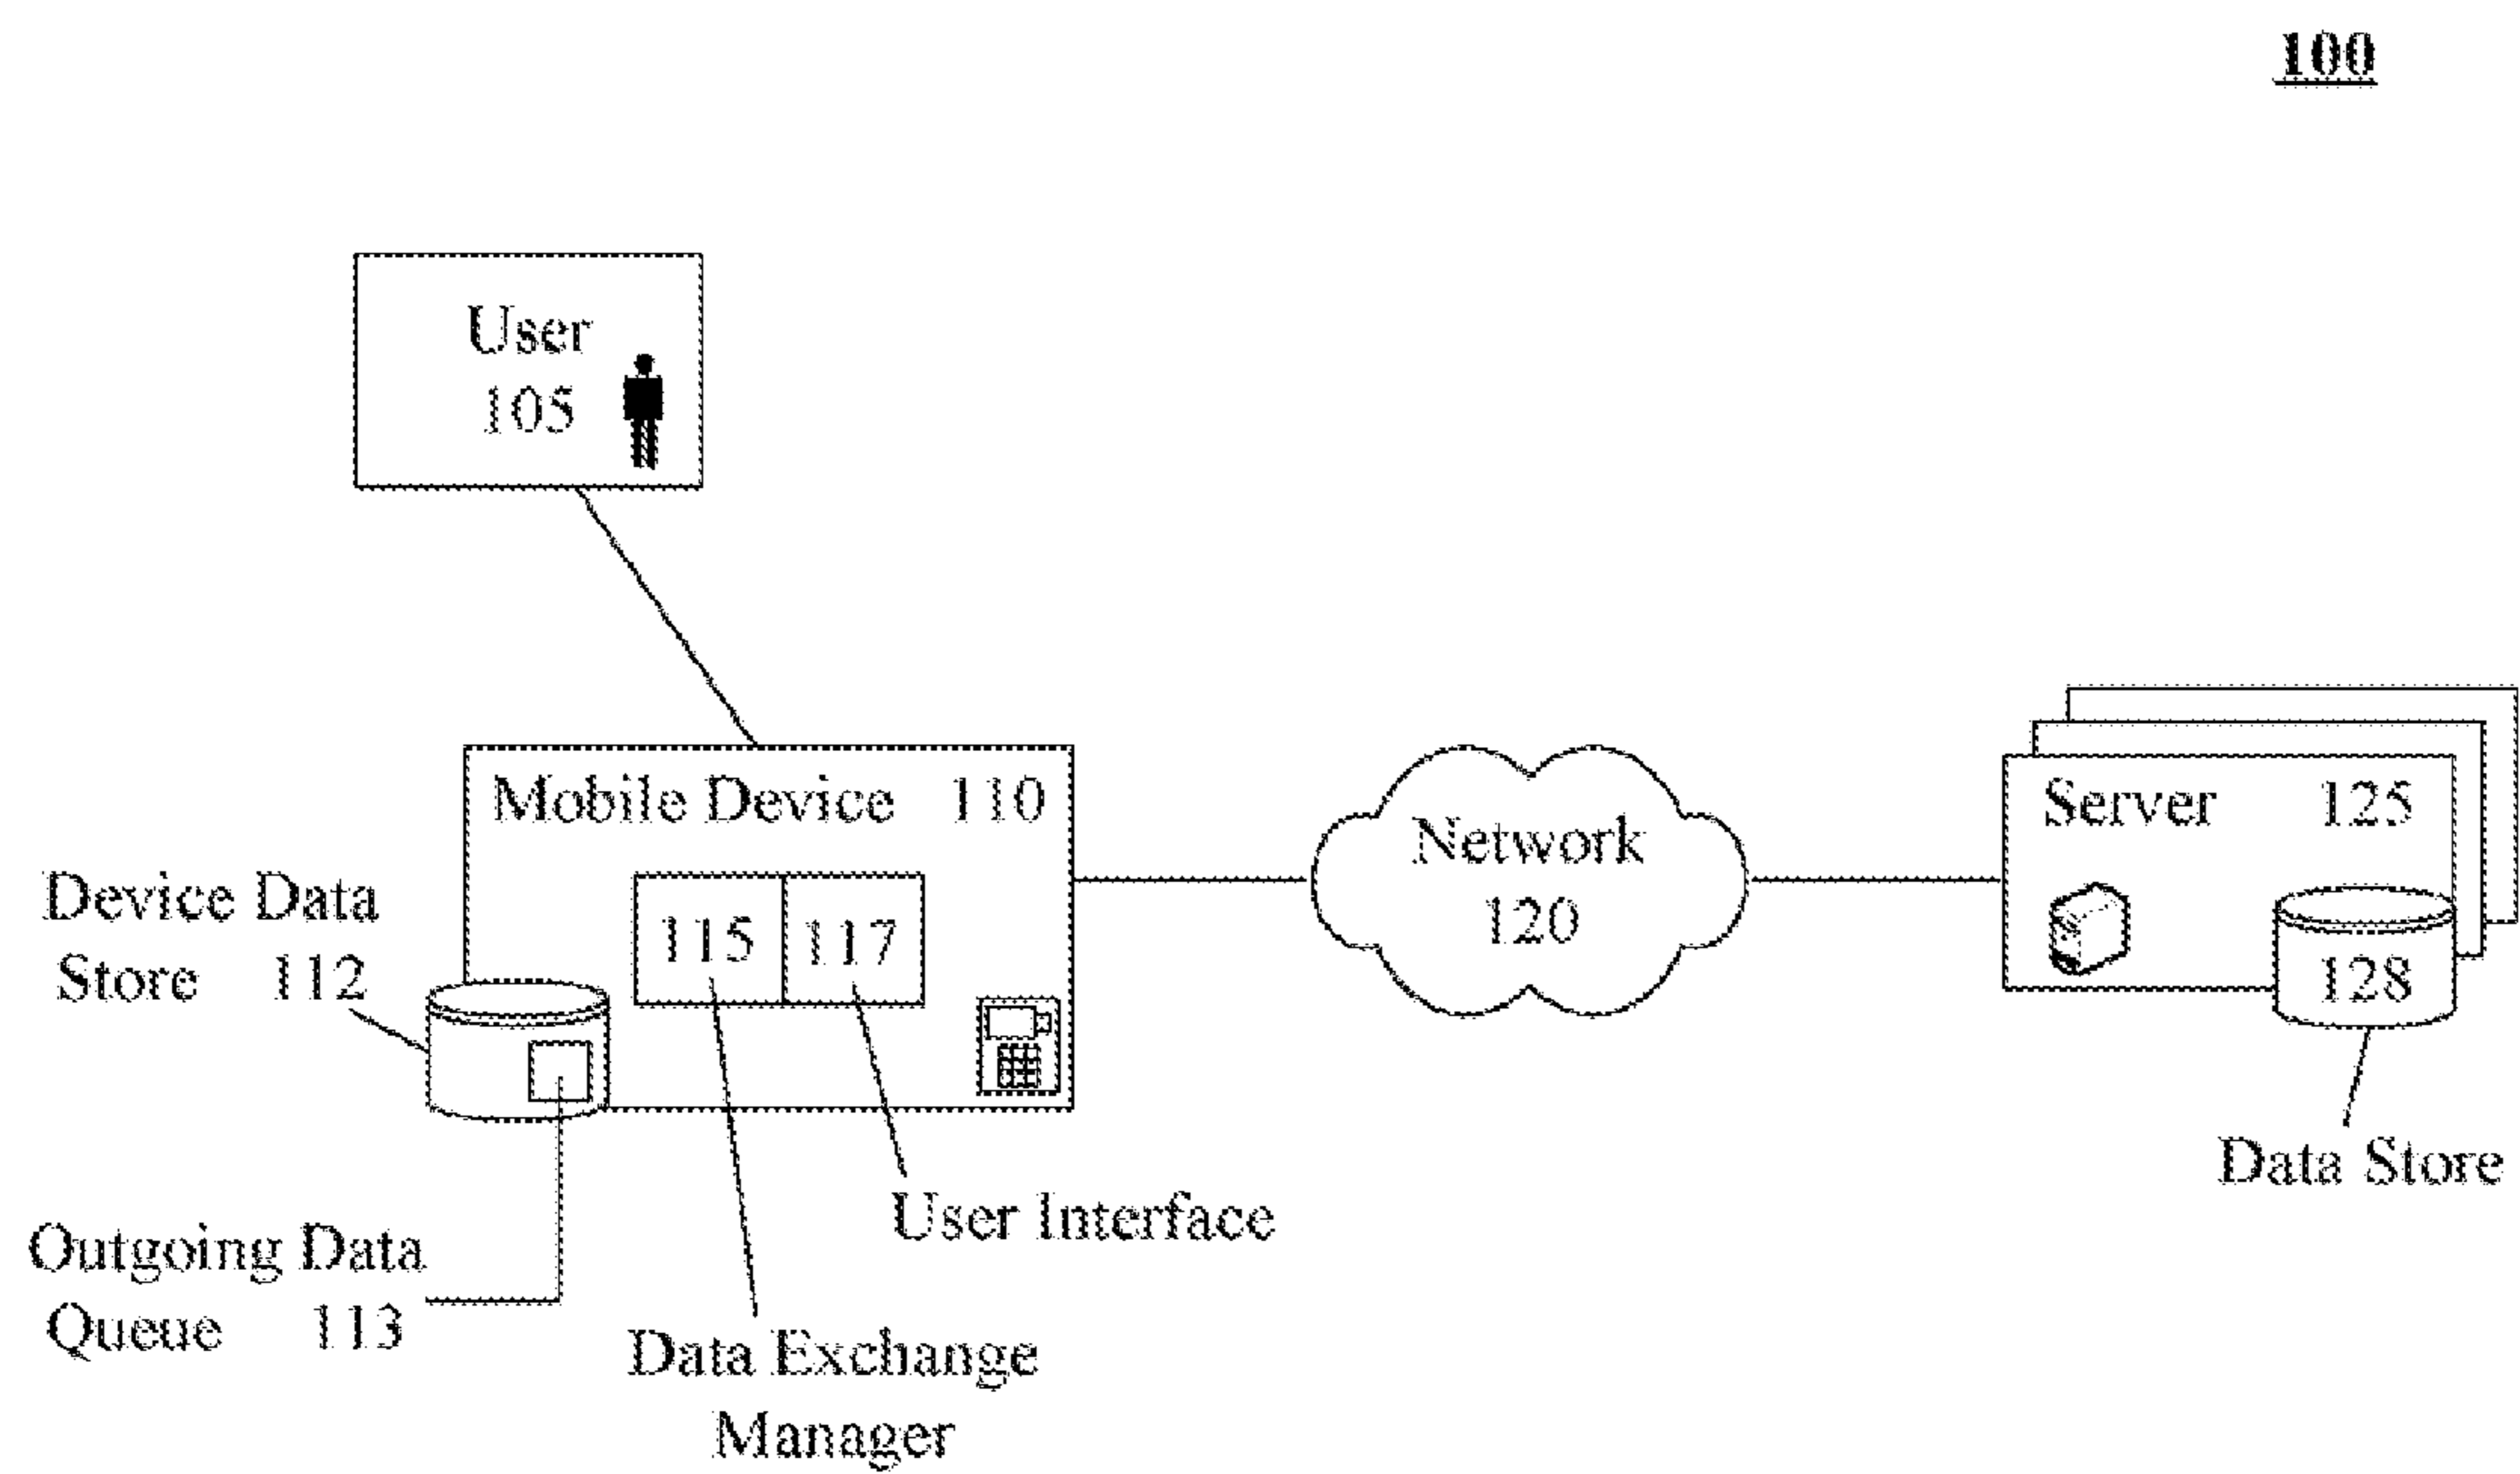 100
User
105
Mobile Device 110
115 117
Device Data
Store 112
Network
120
Server 125
128
Data Store
User Interface
Outgoing Data
Queue 113
Data Exchange
Manager